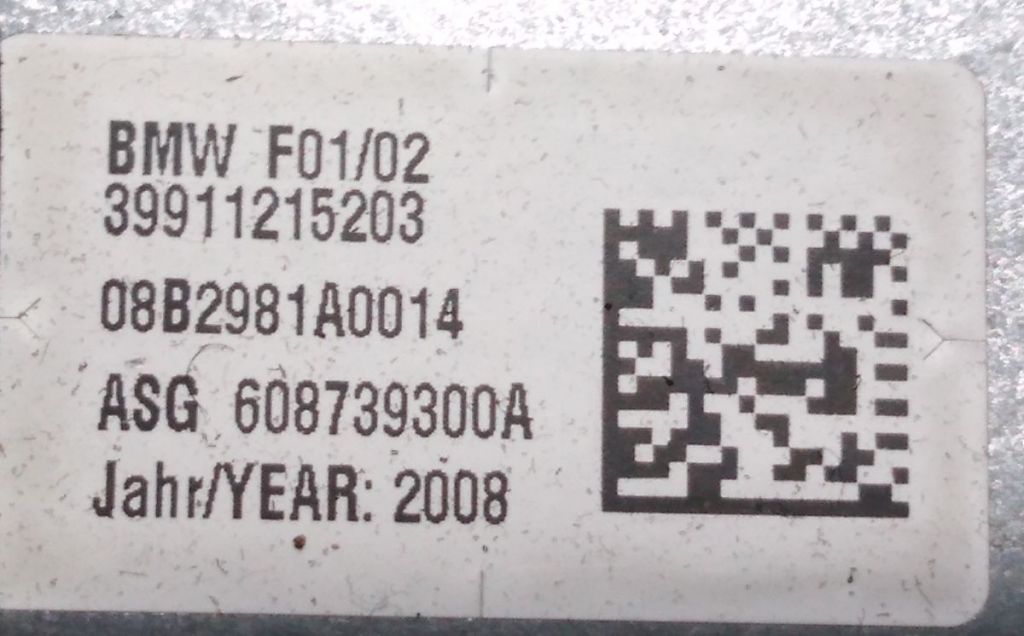 BMW F01/02
39911215203
08B2981A0014
ASG 608739300A
Jahr/YEAR: 2008